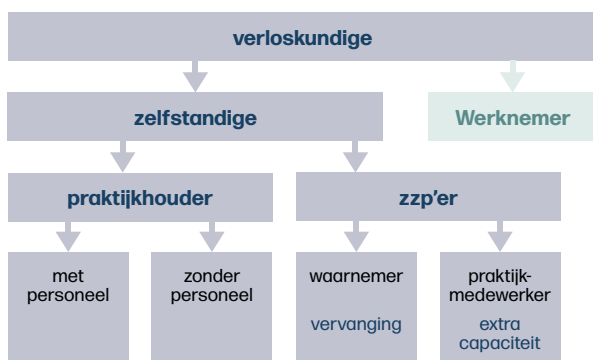 verloskundige
zelfstandige
Werknemer
praktijkhouder
zzp'er
met
personeel
zonder
personeel
waarnemer
vervanging
praktijk-
medewerker
extra
capaciteit